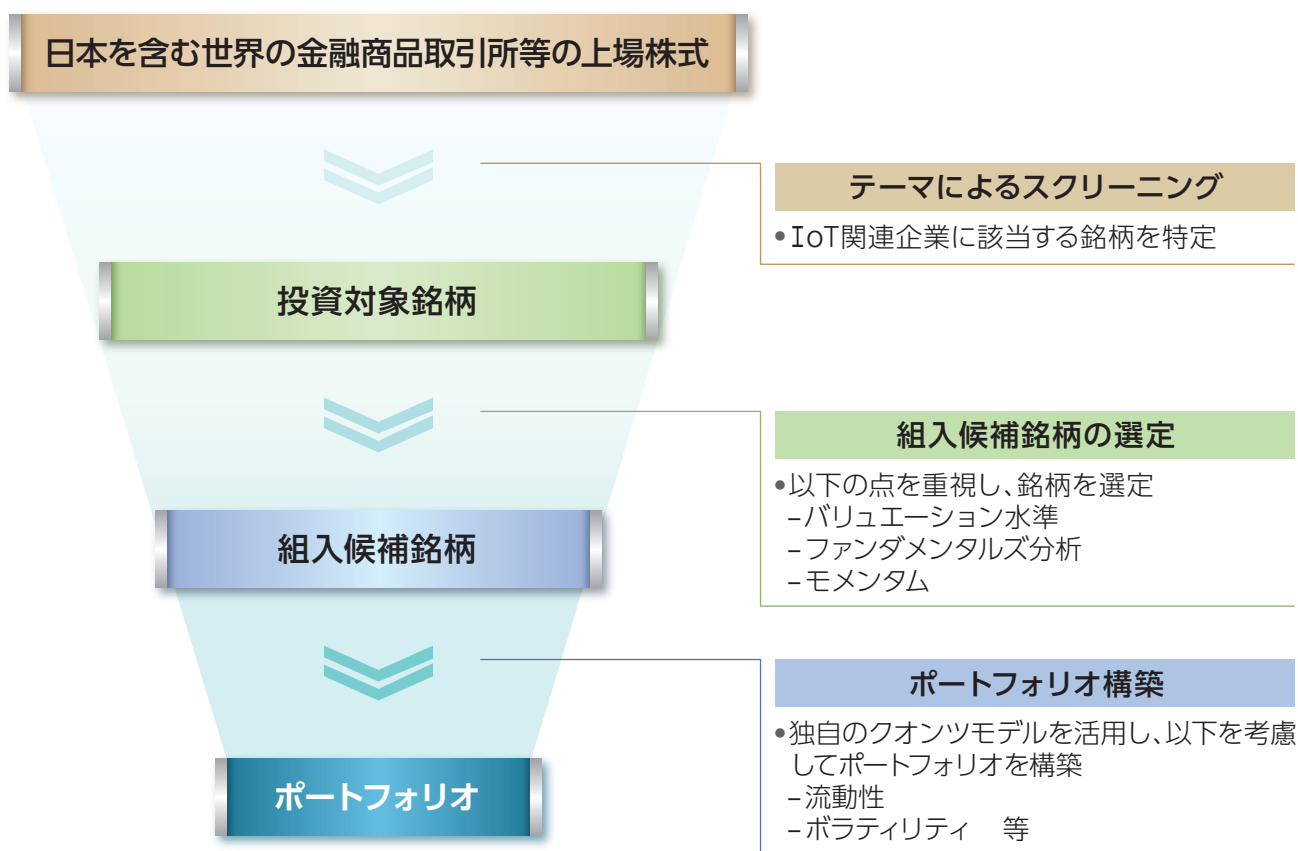 日本を含む世界の金融商品取引所等の上場株式
テーマによるスクリーニング
•IoT関連企業に該当する銘柄を特定
投資対象銘柄
組入候補銘柄の選定
•以下の点を重視し、銘柄を選定
–バリュエーション水準
–ファンダメンタルズ分析
–モメンタム
組入候補銘柄
ポートフォリオ構築
•独自のクオンツモデルを活用し、以下を考慮
してポートフォリオを構築
–流動性
–ボラティリティ　等
ポートフォリオ